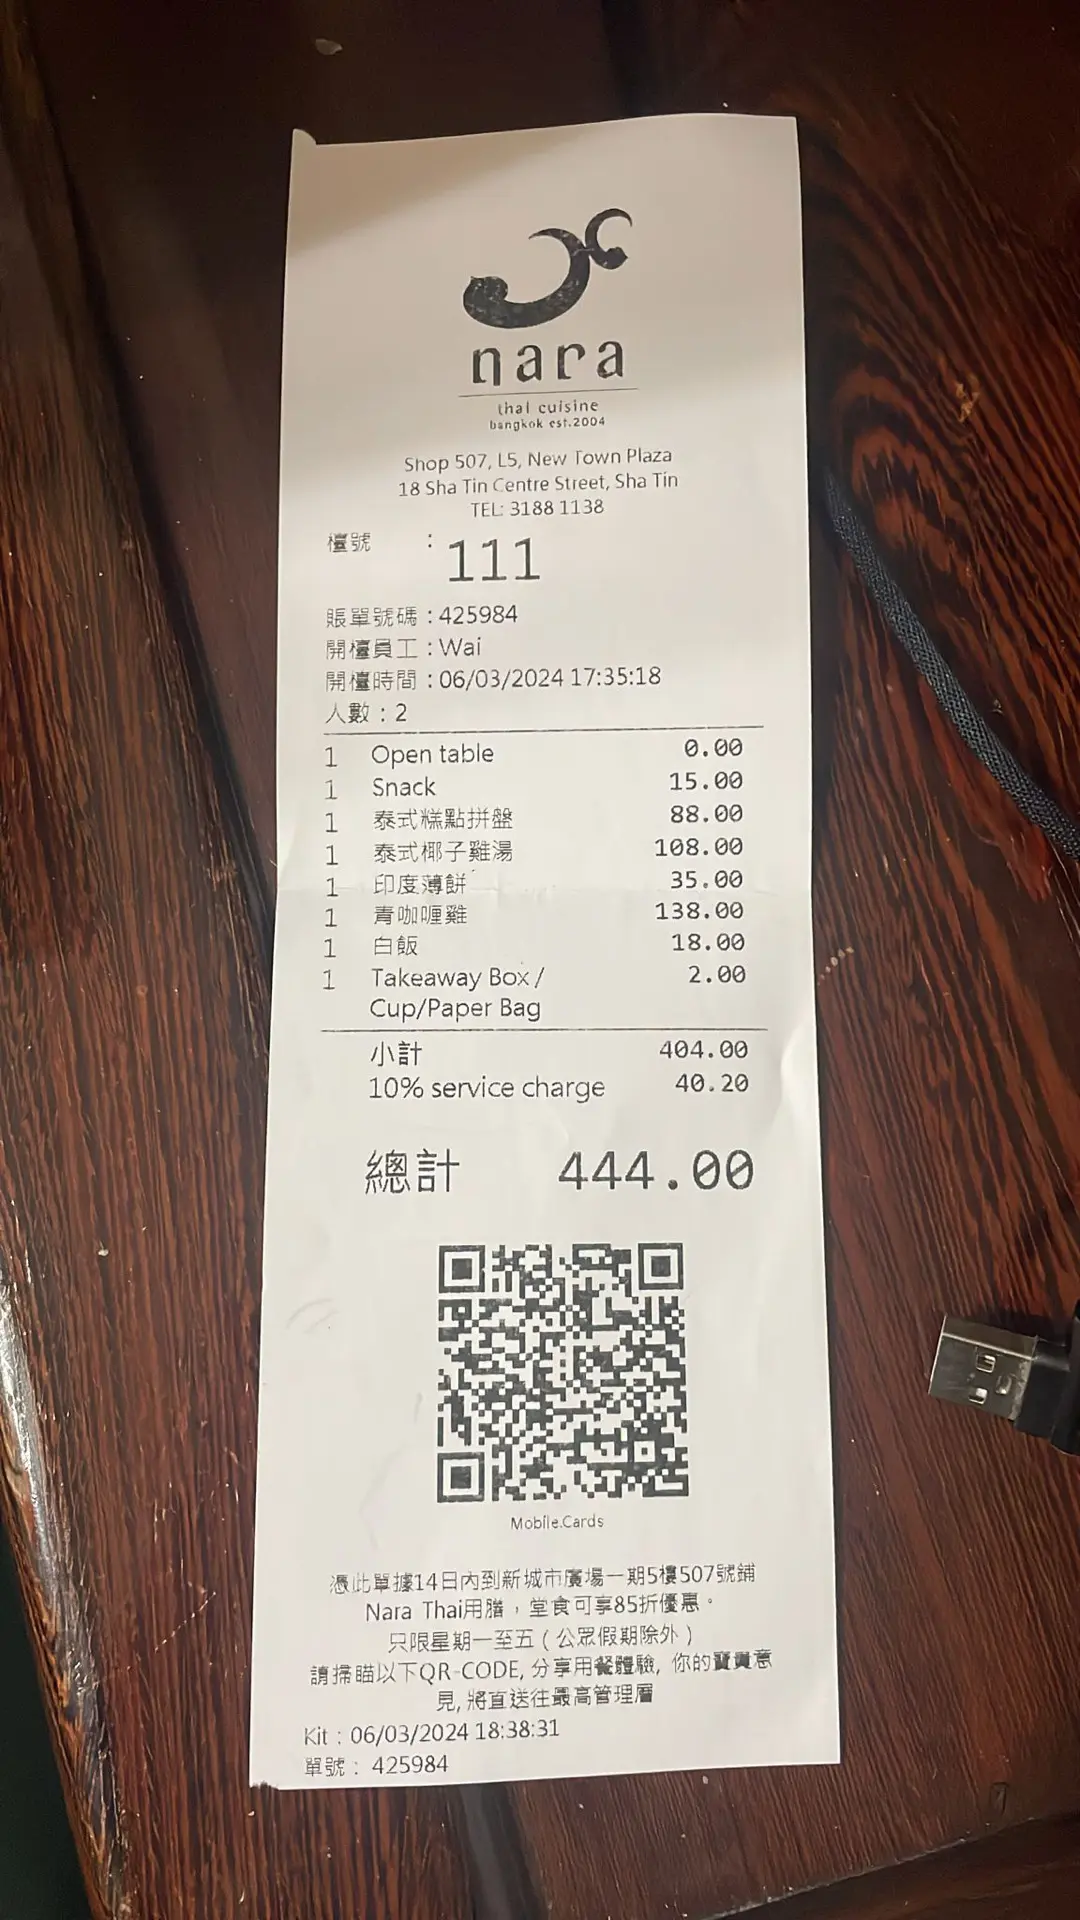 nara
thai cuisine
bangkok est.2004
Shop 507, L5, New Town Plaza
18 Sha Tin Centre Street, Sha Tin
TEL: 3188 1138
檯號 : 111
賬單號碼 : 425984
開檯員工 : Wai
開檯時間 : 06/03/2024 17:35:18
人數 : 2
1 Open table 0.00
1 Snack 15.00
1 泰式糕點拼盤 88.00
1 泰式椰子雞湯 108.00
1 印度薄餅 35.00
1 青咖喱雞 138.00
1 白飯 18.00
1 Takeaway Box / 2.00
Cup/Paper Bag
小計 404.00
10% service charge 40.20
總計 444.00
Mobile.Cards
憑此單據14日內到新城市廣場一期5樓507號鋪
Nara Thai用膳，堂食可享85折優惠。
只限星期一至五 ( 公眾假期除外 )
請掃瞄以下QR-CODE, 分享用餐體驗, 你的寶貴意
見, 將直送往最高管理層
Kit : 06/03/2024 18:38:31
單號 : 425984